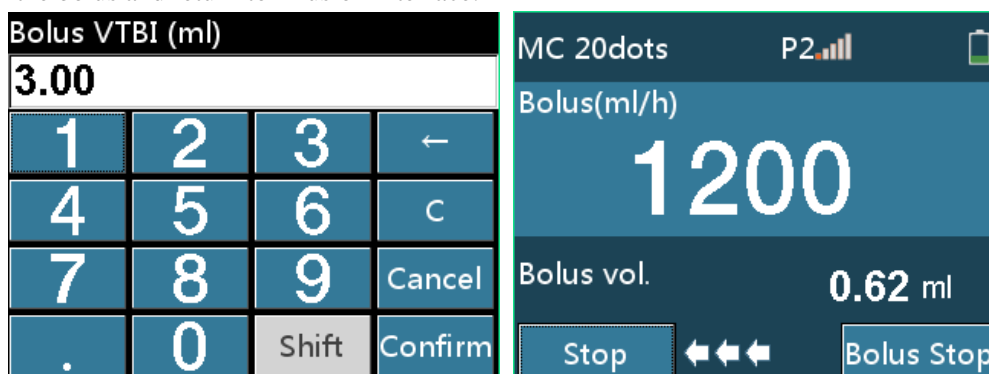 Bolus VTBI (ml)
3.00
1 2 3 ←
4 5 6 C
7 8 9 Cancel
. 0 Shift Confirm
MC 20dots P2
Bolus(ml/h)
1200
Bolus vol. 0.62 ml
Stop Bolus Stop